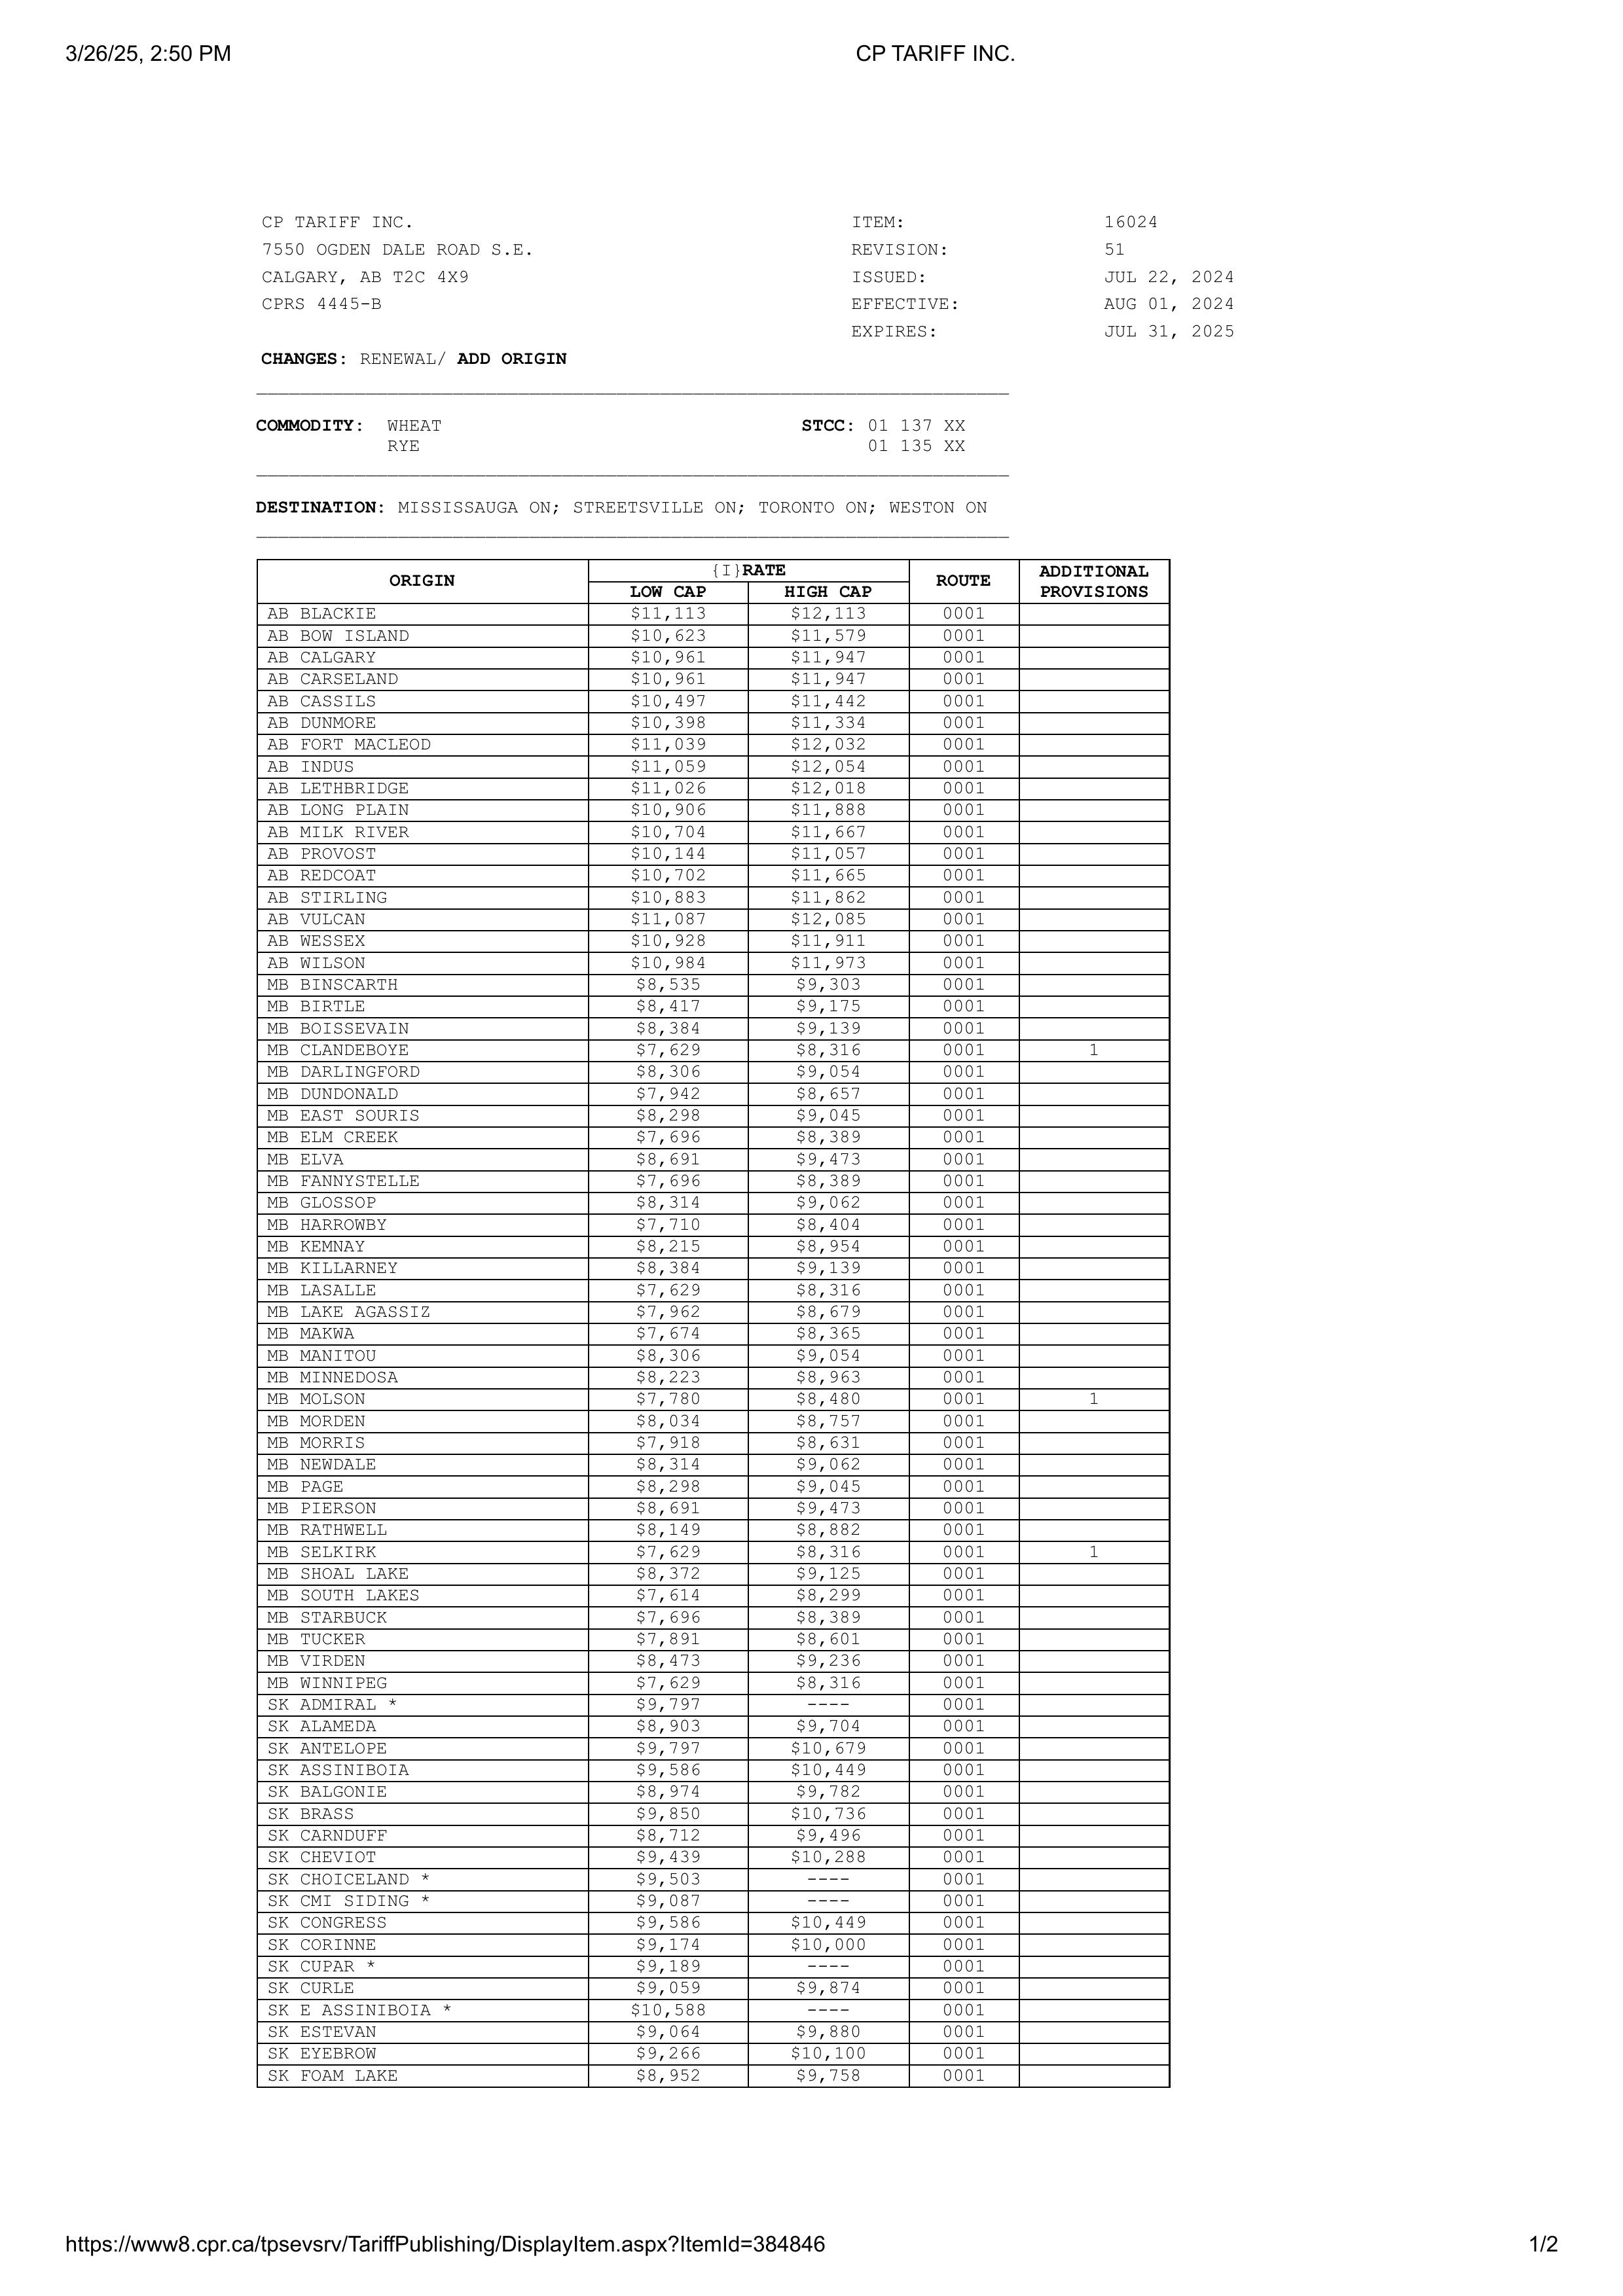 3/26/25, 2:50 PM CP TARIFF INC.
CP TARIFF INC. ITEM: 16024
7550 OGDEN DALE ROAD S.E. REVISION: 51
CALGARY, AB T2C 4X9 ISSUED: JUL 22, 2024
CPRS 4445-B EFFECTIVE: AUG 01, 2024
EXPIRES: JUL 31, 2025
CHANGES: RENEWAL/ ADD ORIGIN
COMMODITY: WHEAT STCC: 01 137 XX
RYE 01 135 XX
DESTINATION: MISSISSAUGA ON; STREETSVILLE ON; TORONTO ON; WESTON ON
ORIGIN {I}RATE ROUTE ADDITIONAL PROVISIONS
LOW CAP HIGH CAP
AB BLACKIE $11,113 $12,113 0001
AB BOW ISLAND $10,623 $11,579 0001
AB CALGARY $10,961 $11,947 0001
AB CARSELAND $10,961 $11,947 0001
AB CASSILS $10,497 $11,442 0001
AB DUNMORE $10,398 $11,334 0001
AB FORT MACLEOD $11,039 $12,032 0001
AB INDUS $11,059 $12,054 0001
AB LETHBRIDGE $11,026 $12,018 0001
AB LONG PLAIN $10,906 $11,888 0001
AB MILK RIVER $10,704 $11,667 0001
AB PROVOST $10,144 $11,057 0001
AB REDCOAT $10,702 $11,665 0001
AB STIRLING $10,883 $11,862 0001
AB VULCAN $11,087 $12,085 0001
AB WESSEX $10,928 $11,911 0001
AB WILSON $10,984 $11,973 0001
MB BINSCARTH $8,535 $9,303 0001
MB BIRTLE $8,417 $9,175 0001
MB BOISSEVAIN $8,384 $9,139 0001
MB CLANDEBOYE $7,629 $8,316 0001 1
MB DARLINGFORD $8,306 $9,054 0001
MB DUNDONALD $7,942 $8,657 0001
MB EAST SOURIS $8,298 $9,045 0001
MB ELM CREEK $7,696 $8,389 0001
MB ELVA $8,691 $9,473 0001
MB FANNYSTELLE $7,696 $8,389 0001
MB GLOSSOP $8,314 $9,062 0001
MB HARROWBY $7,710 $8,404 0001
MB KEMNAY $8,215 $8,954 0001
MB KILLARNEY $8,384 $9,139 0001
MB LASALLE $7,629 $8,316 0001
MB LAKE AGASSIZ $7,962 $8,679 0001
MB MAKWA $7,674 $8,365 0001
MB MANITOU $8,306 $9,054 0001
MB MINNEDOSA $8,223 $8,963 0001
MB MOLSON $7,780 $8,480 0001 1
MB MORDEN $8,034 $8,757 0001
MB MORRIS $7,918 $8,631 0001
MB NEWDALE $8,314 $9,062 0001
MB PAGE $8,298 $9,045 0001
MB PIERSON $8,691 $9,473 0001
MB RATHWELL $8,149 $8,882 0001
MB SELKIRK $7,629 $8,316 0001 1
MB SHOAL LAKE $8,372 $9,125 0001
MB SOUTH LAKES $7,614 $8,299 0001
MB STARBUCK $7,696 $8,389 0001
MB TUCKER $7,891 $8,601 0001
MB VIRDEN $8,473 $9,236 0001
MB WINNIPEG $7,629 $8,316 0001
SK ADMIRAL * $9,797 ---- 0001
SK ALAMEDA $8,903 $9,704 0001
SK ANTELOPE $9,797 $10,679 0001
SK ASSINIBOIA $9,586 $10,449 0001
SK BALGONIE $8,974 $9,782 0001
SK BRASS $9,850 $10,736 0001
SK CARNDUFF $8,712 $9,496 0001
SK CHEVIOT $9,439 $10,288 0001
SK CHOICELAND * $9,503 ---- 0001
SK CMI SIDING * $9,087 ---- 0001
SK CONGRESS $9,586 $10,449 0001
SK CORINNE $9,174 $10,000 0001
SK CUPAR * $9,189 ---- 0001
SK CURLE $9,059 $9,874 0001
SK E ASSINIBOIA * $10,588 ---- 0001
SK ESTEVAN $9,064 $9,880 0001
SK EYEBROW $9,266 $10,100 0001
SK FOAM LAKE $8,952 $9,758 0001
https://www8.cpr.ca/tpsevsrv/TariffPublishing/DisplayItem.aspx?ItemId=384846 1/2